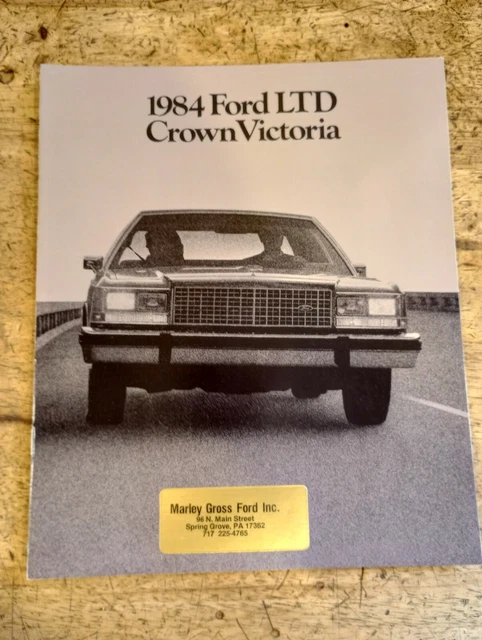 1984 Ford LTD
Crown Victoria
Marley Gross Ford Inc.
96 N. Main Street
Spring Grove, PA 17362
717 225-4765